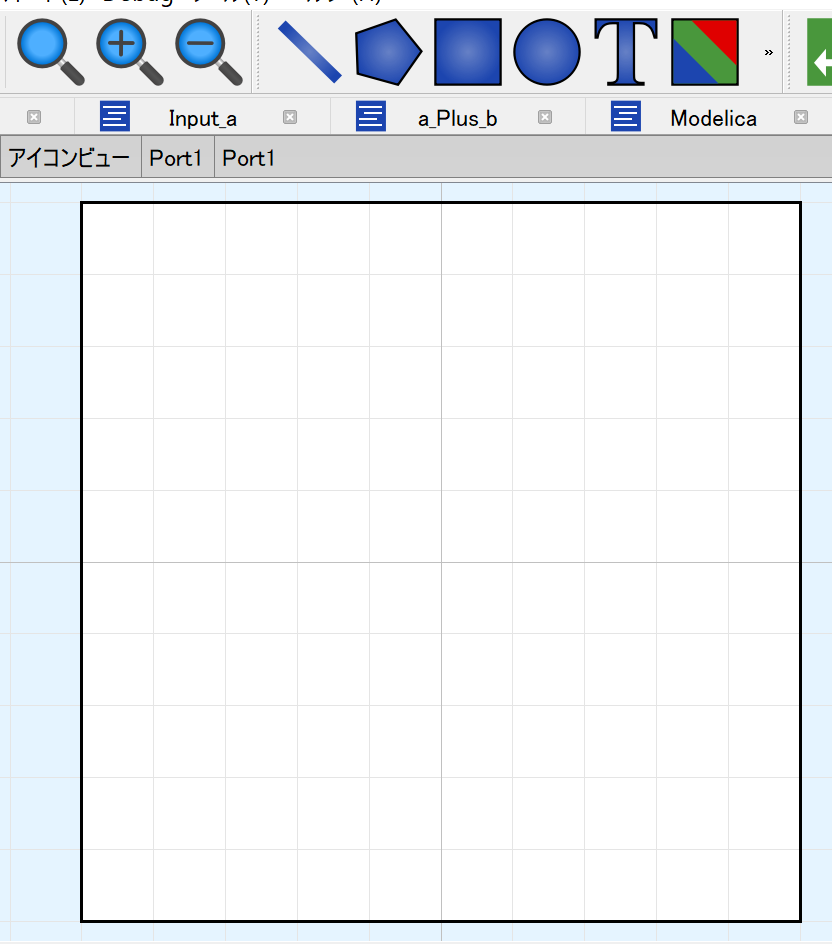 T
»
Input_a a_Plus_b Modelica
アイコンビュー Port1 Port1